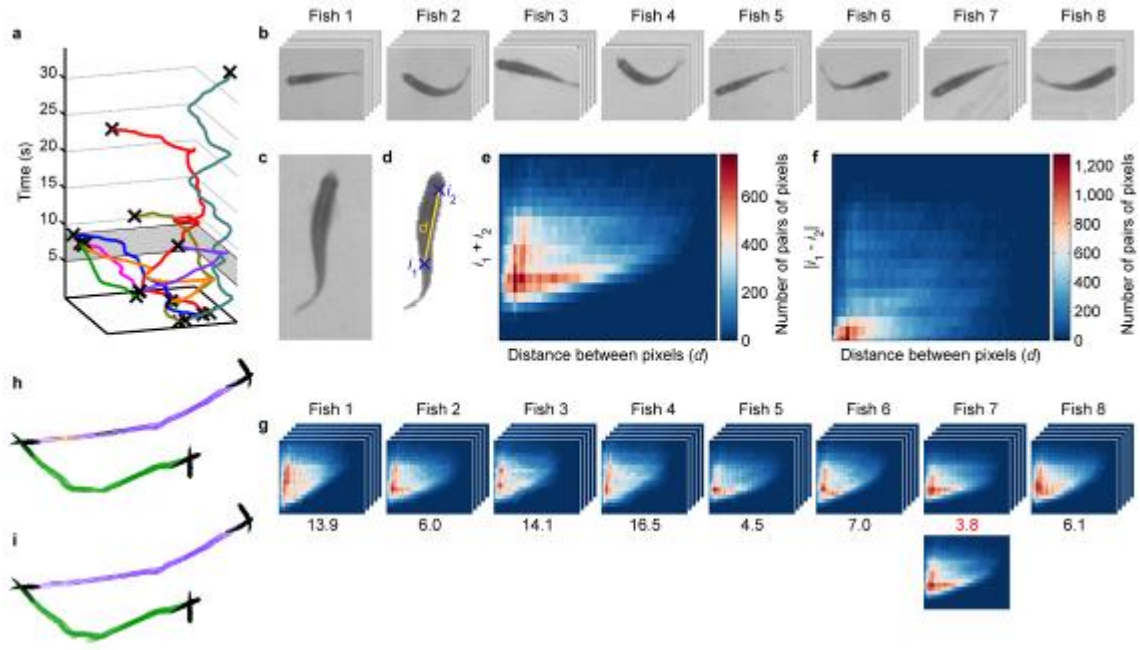 a
Time (s)
30
25
20
15
10
5
b
Fish 1 Fish 2 Fish 3 Fish 4 Fish 5 Fish 6 Fish 7 Fish 8
c
d
i2
d
i1
e
i1 + i2
Distance between pixels (d)
600
400
200
0
Number of pairs of pixels
f
|i1 - i2|
Distance between pixels (d)
1,200
1,000
800
600
400
200
0
Number of pairs of pixels
g
Fish 1 Fish 2 Fish 3 Fish 4 Fish 5 Fish 6 Fish 7 Fish 8
13.9 6.0 14.1 16.5 4.5 7.0 3.8 6.1
h
i